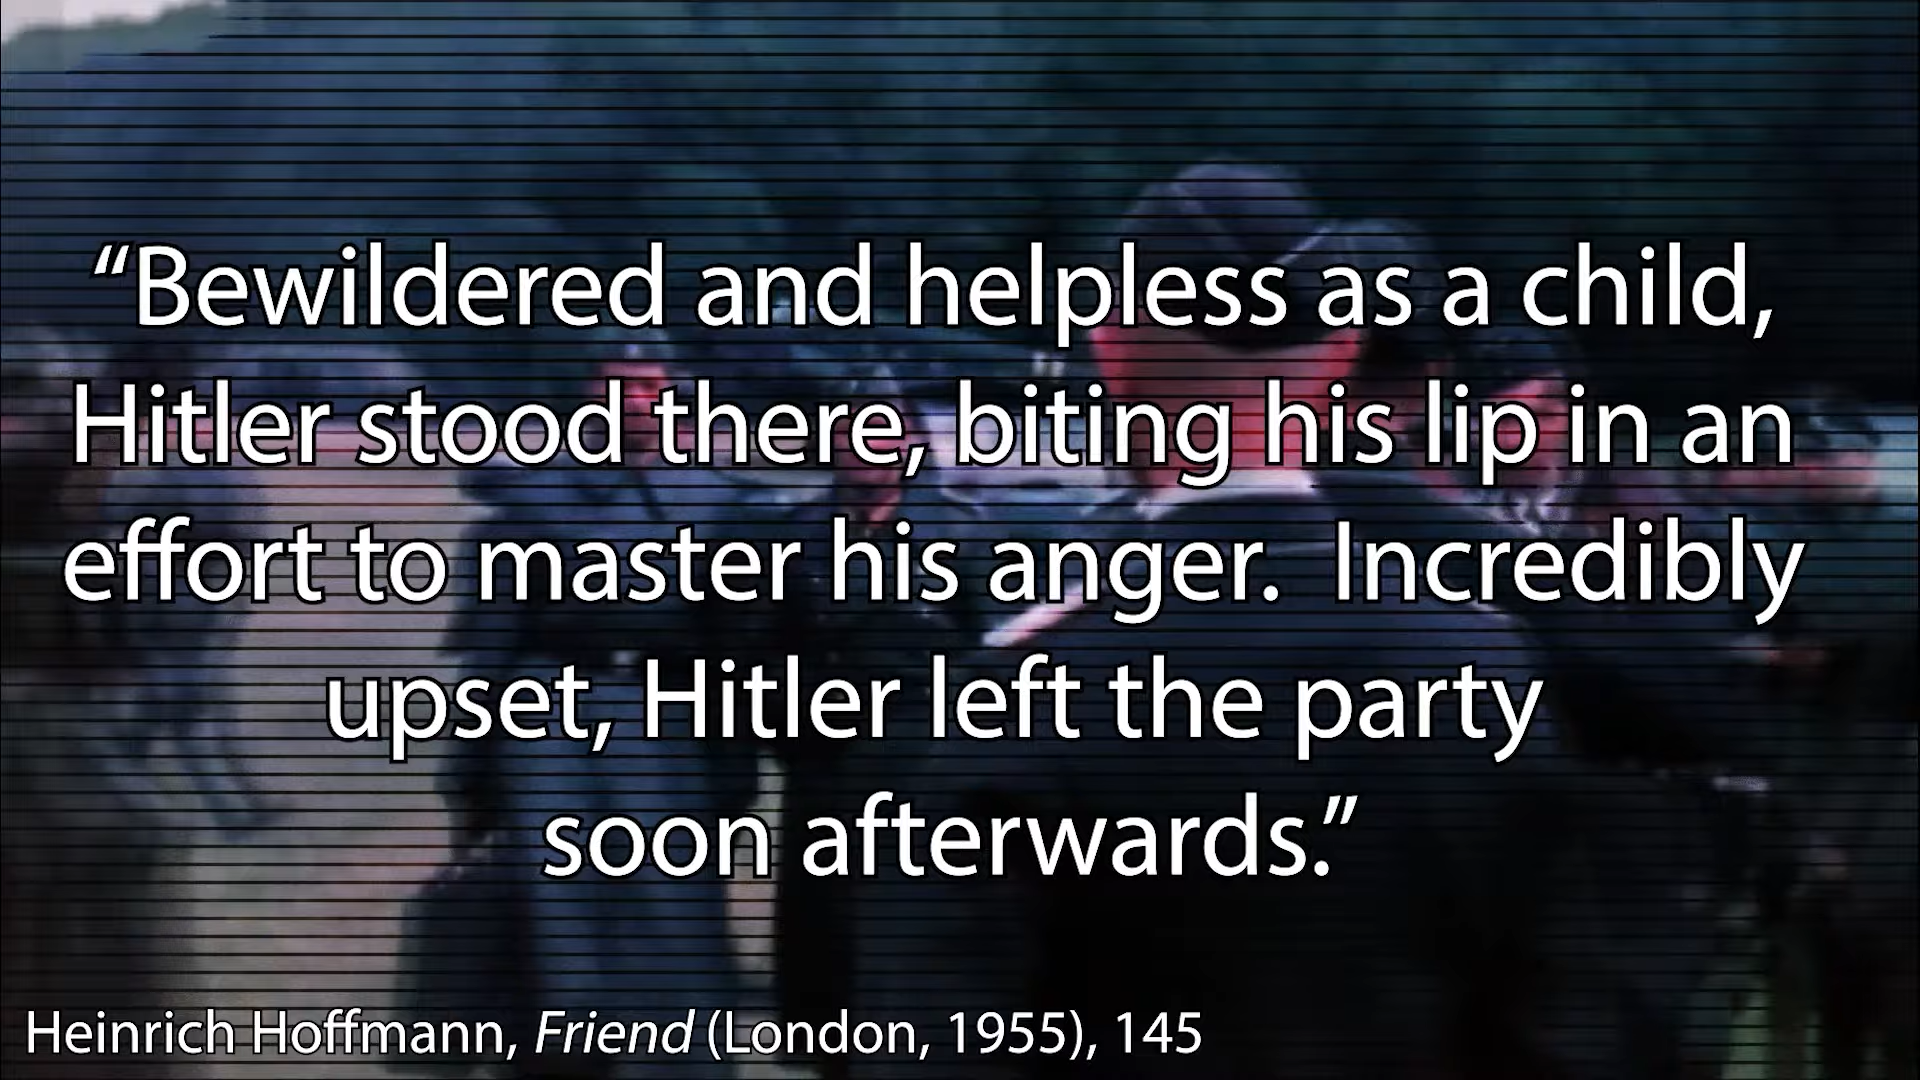 “Bewildered and helpless as a child,
Hitler stood there, biting his lip in an
effort to master his anger.  Incredibly
upset, Hitler left the party
soon afterwards.”
Heinrich Hoffmann, Friend (London, 1955), 145